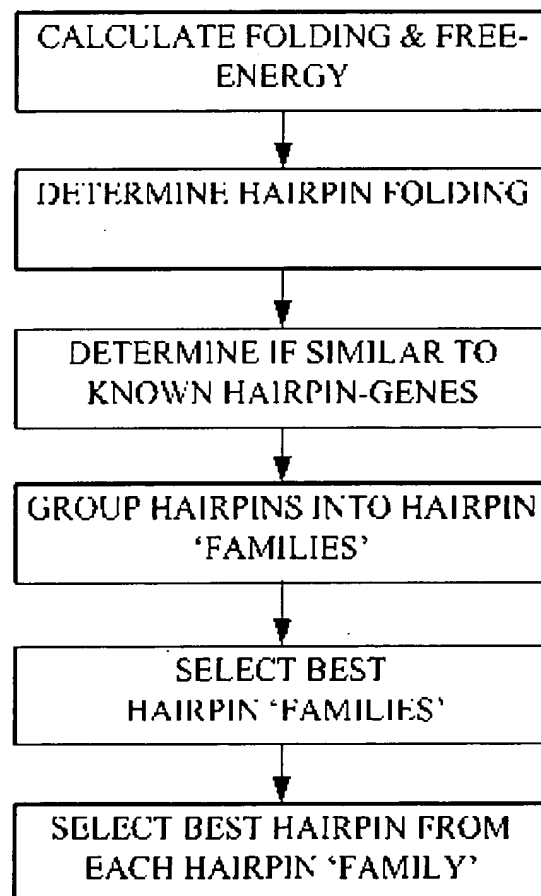 CALCULATE FOLDING & FREE-
ENERGY
DETERMINE HAIRPIN FOLDING
DETERMINE IF SIMILAR TO
KNOWN HAIRPIN-GENES
GROUP HAIRPINS INTO HAIRPIN
‘FAMILIES’
SELECT BEST
HAIRPIN ‘FAMILIES’
SELECT BEST HAIRPIN FROM
EACH HAIRPIN ‘FAMILY’